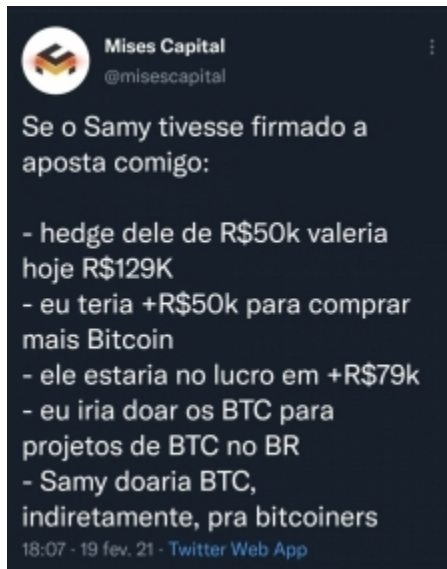 Mises Capital
@misescapital
Se o Samy tivesse firmado a
aposta comigo:
- hedge dele de R$50k valeria
hoje R$129K
- eu teria +R$50k para comprar
mais Bitcoin
- ele estaria no lucro em +R$79k
- eu iria doar os BTC para
projetos de BTC no BR
- Samy doaria BTC,
indiretamente, pra bitcoiners
18:07 · 19 fev. 21 · Twitter Web App